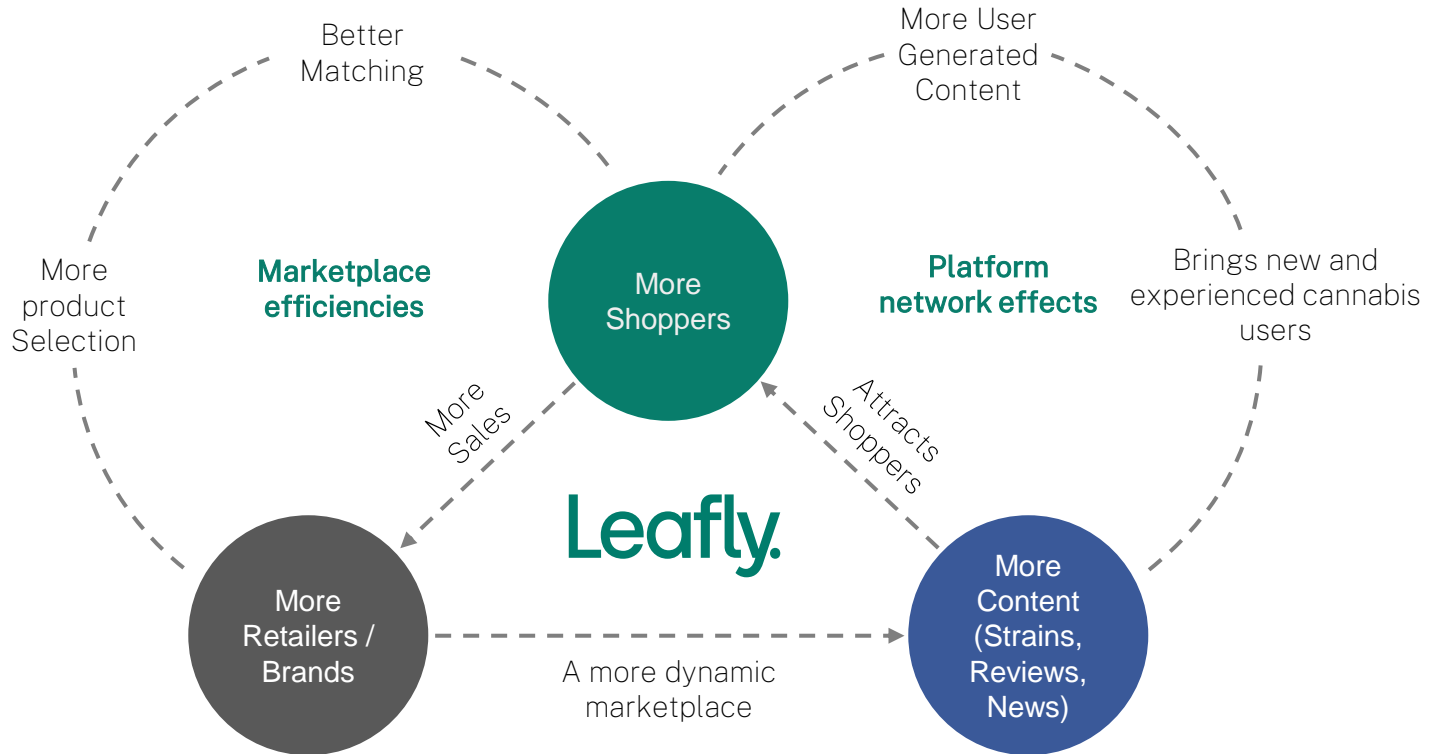 Better
Matching
More User
Generated
Content
More
product
Selection
Marketplace
efficiencies
More
Shoppers
Platform
network effects
Brings new and
experienced cannabis
users
More
Sales
Attracts
Shoppers
Leafly.
More
Retailers /
Brands
A more dynamic
marketplace
More
Content
(Strains,
Reviews,
News)